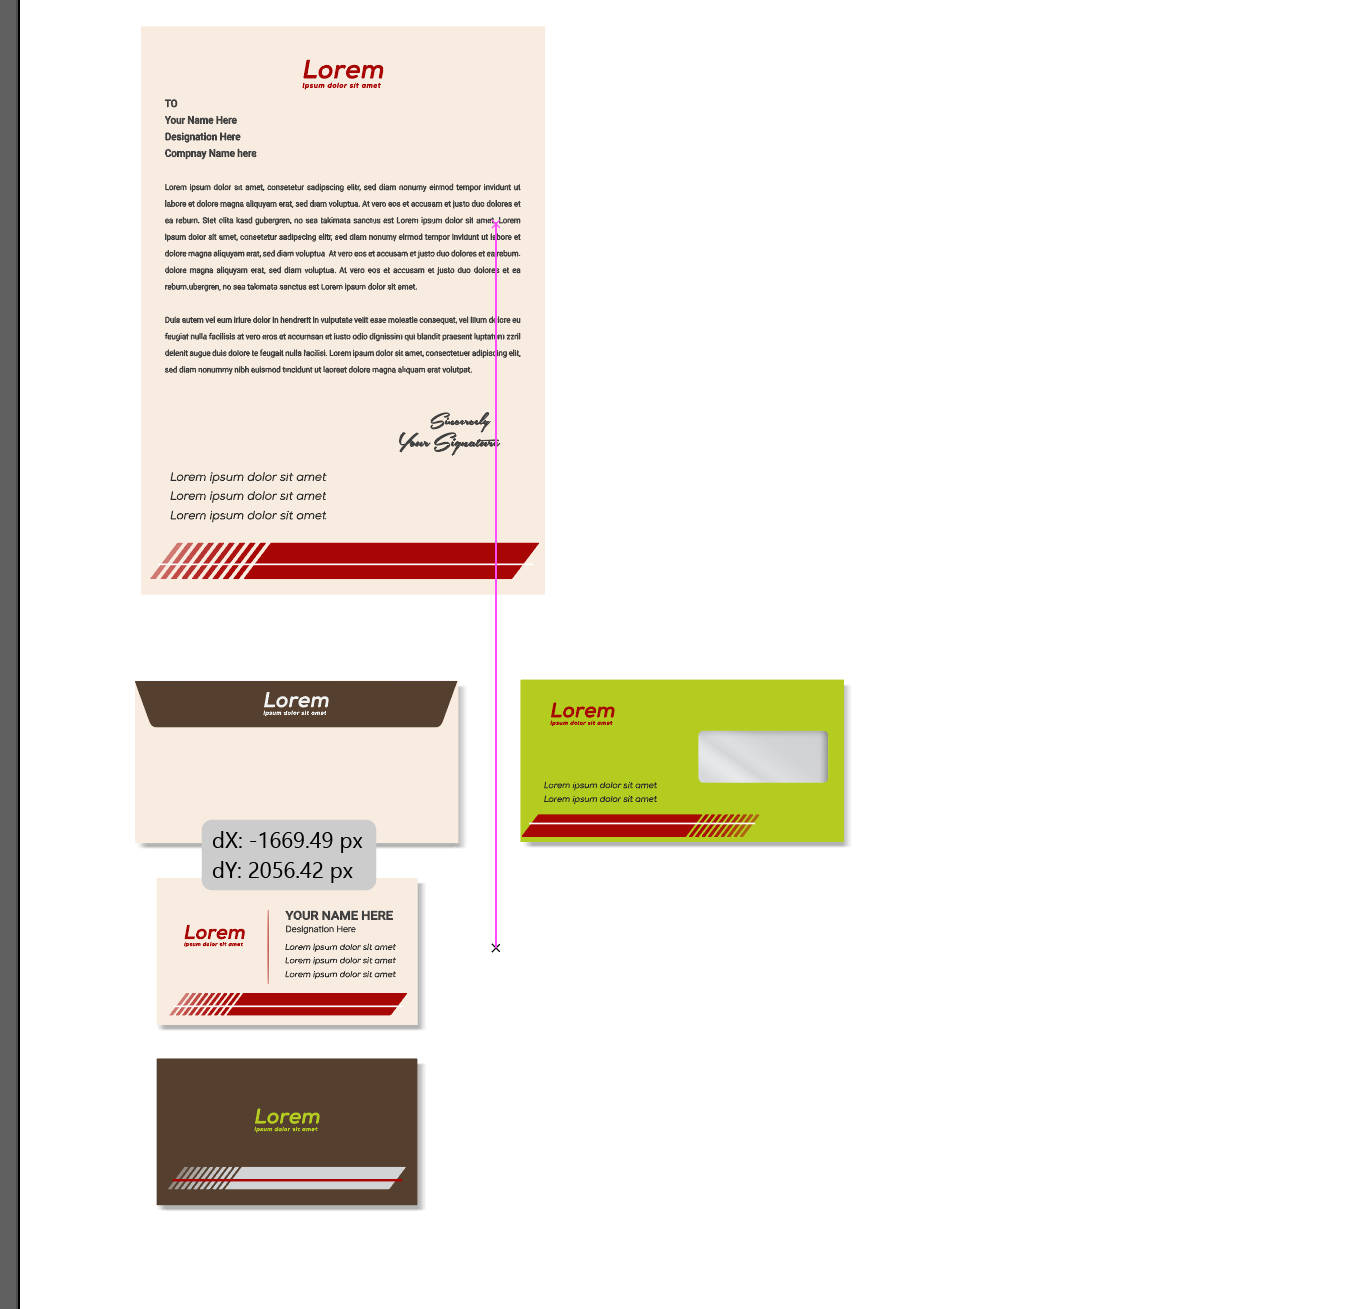 Lorem
Ipsum dolor sit amet
TO
Your Name Here
Designation Here
Compnay Name here
Lorem ipsum dolor sit amet, consetetur sadipscing elitr, sed diam nonumy eirmod tempor invidunt ut
labore et dolore magna aliquyam erat, sed diam voluptua. At vero eos et accusam et justo duo dolores et
ea rebum. Stet clita kasd gubergren, no sea takimata sanctus est Lorem ipsum dolor sit amet. Lorem
ipsum dolor sit amet, consetetur sadipscing elitr, sed diam nonumy eirmod tempor invidunt ut labore et
dolore magna aliquyam erat, sed diam voluptua. At vero eos et accusam et justo duo dolores et ea rebum.
dolore magna aliquyam erat, sed diam voluptua. At vero eos et accusam et justo duo dolores et ea
rebum.ubergren, no sea takimata sanctus est Lorem ipsum dolor sit amet.
Duis autem vel eum iriure dolor in hendrerit in vulputate velit esse molestie consequat, vel illum dolore eu
feugiat nulla facilisis at vero eros et accumsan et iusto odio dignissim qui blandit praesent luptatum zzril
delenit augue duis dolore te feugait nulla facilisi. Lorem ipsum dolor sit amet, consectetuer adipiscing elit,
sed diam nonummy nibh euismod tincidunt ut laoreet dolore magna aliquam erat volutpat.
Sincerely
Your Signature
Lorem ipsum dolor sit amet
Lorem ipsum dolor sit amet
Lorem ipsum dolor sit amet
Lorem
Ipsum dolor sit amet
Lorem
Ipsum dolor sit amet
Lorem ipsum dolor sit amet
Lorem ipsum dolor sit amet
dX: -1669.49 px
dY: 2056.42 px
Lorem
Ipsum dolor sit amet
YOUR NAME HERE
Designation Here
Lorem ipsum dolor sit amet
Lorem ipsum dolor sit amet
Lorem ipsum dolor sit amet
Lorem
Ipsum dolor sit amet